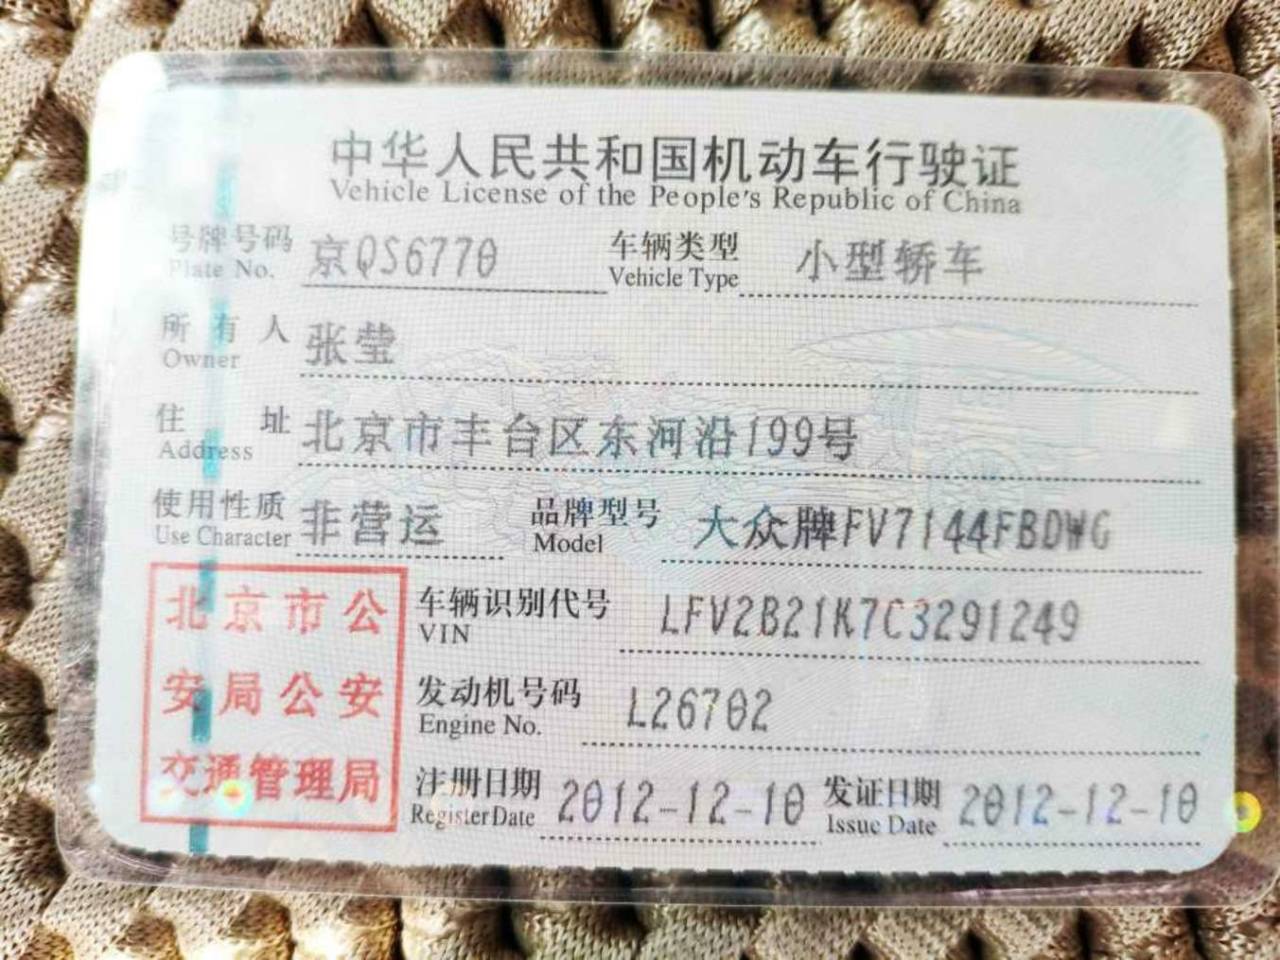 中华人民共和国机动车行驶证
Vehicle License of the People's Republic of China
号牌号码 京QS6770 车辆类型 小型轿车
Plate No. Vehicle Type
所有人 张莹
Owner
住址 北京市丰台区东河沿199号
Address
使用性质 非营运 品牌型号 大众牌FV7144FBDWG
Use Character Model
北京市公
安局公安
交通管理局
车辆识别代号 LFV2B21K7C3291249
VIN
发动机号码 L26702
Engine No.
注册日期 2012-12-10 发证日期 2012-12-10
Register Date Issue Date